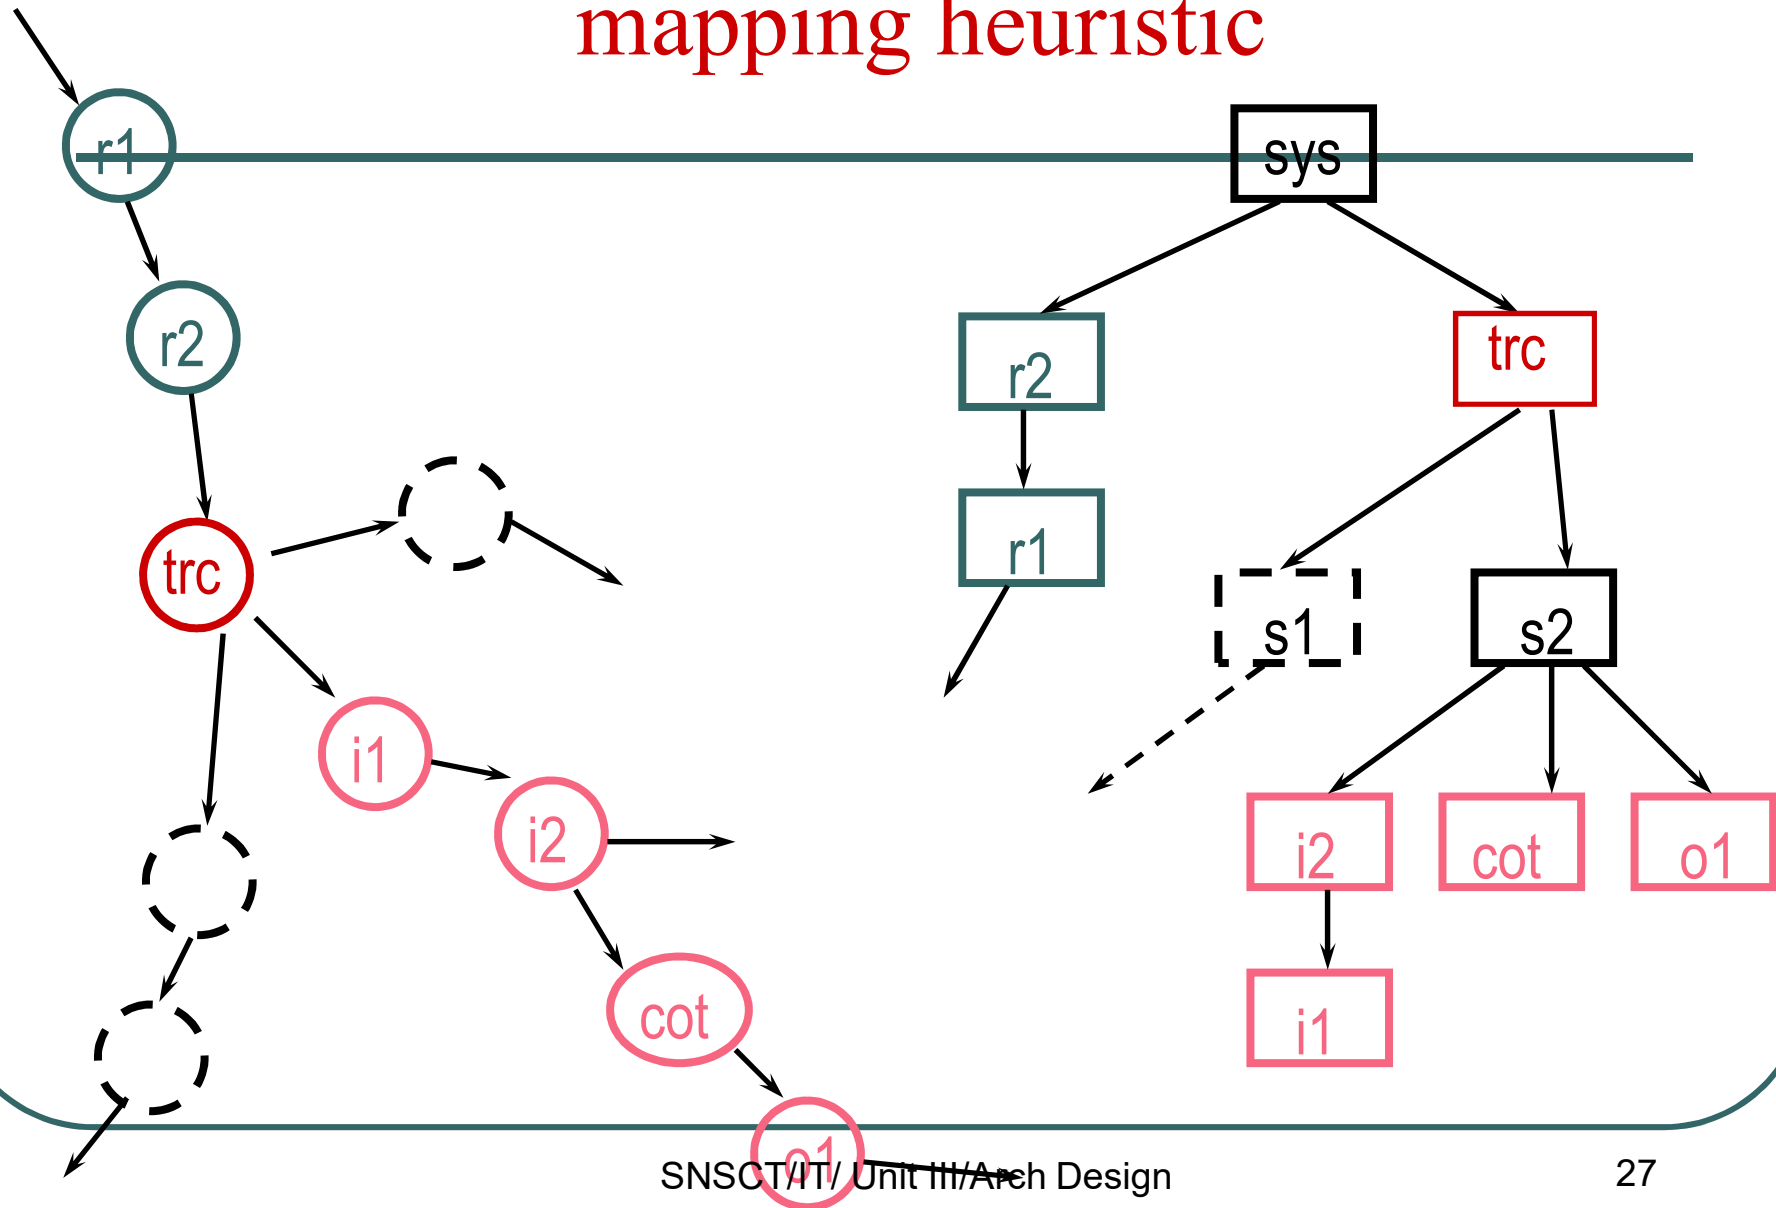 mapping heuristic
r1
sys
r2
trc
r2
trc
r1
s1
s2
i1
i2
i2
cot
o1
cot
i1
o1
SNSCT/IT/ Unit III/Arch Design
27